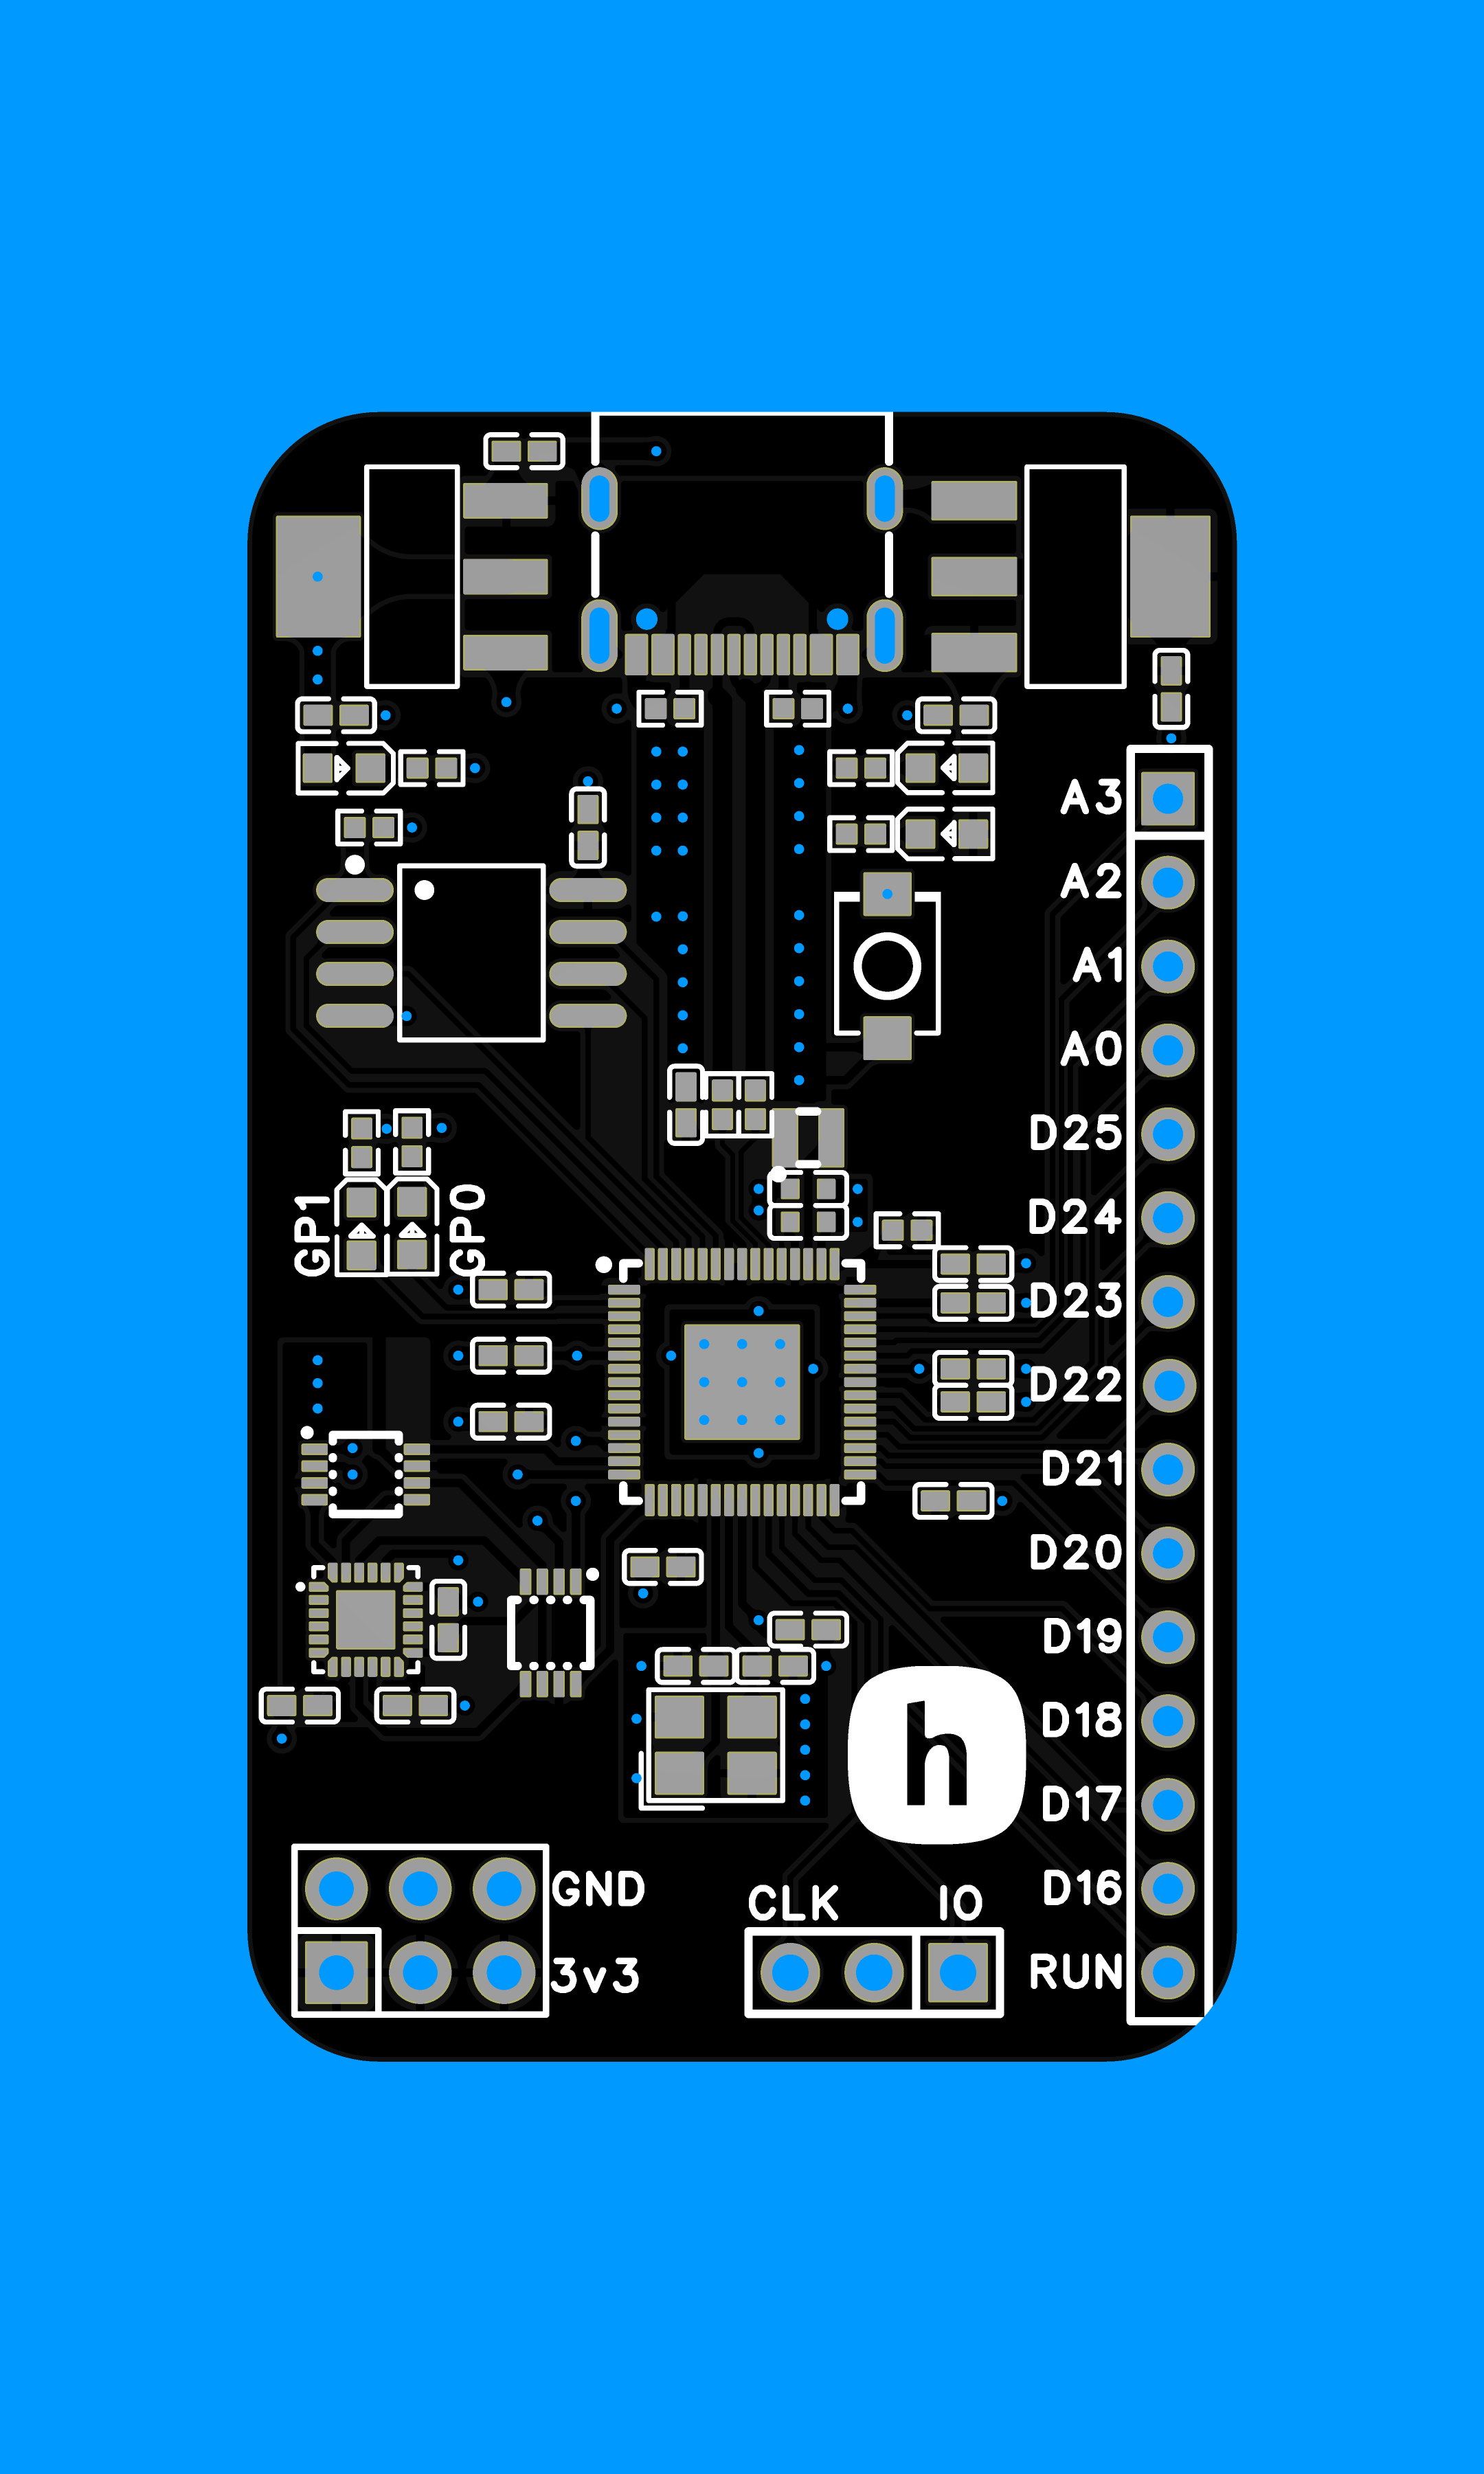 A3
A2
A1
A0
D25
D24
GP1
GP0
D23
D22
D21
D20
D19
D18
h
D17
D16
GND
CLK
IO
3v3
RUN